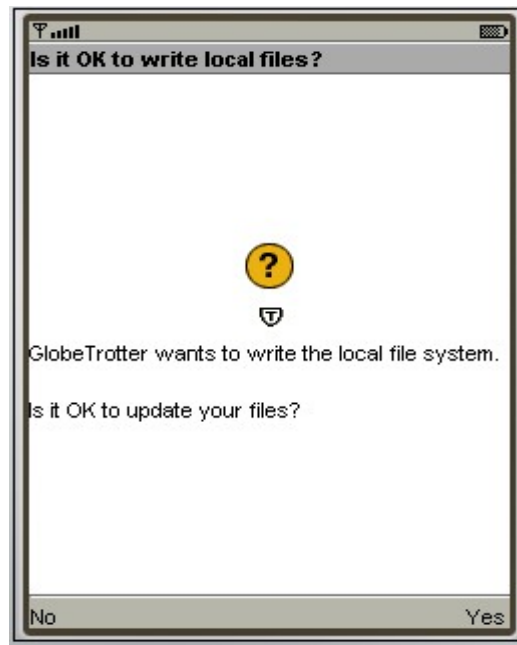 Is it OK to write local files?
?
T
GlobeTrotter wants to write the local file system.
Is it OK to update your files?
No
Yes